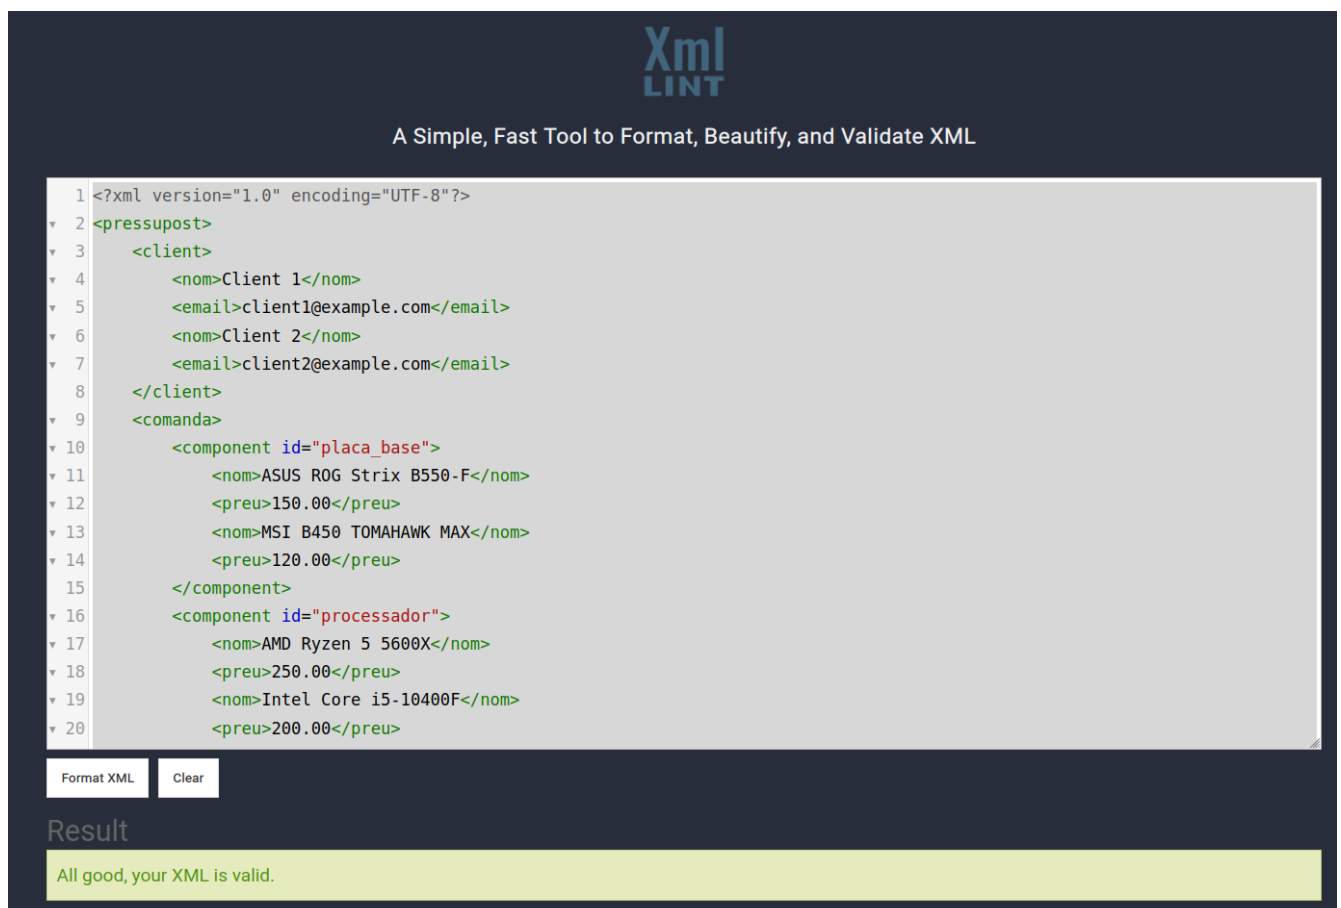 Xml
LINT
A Simple, Fast Tool to Format, Beautify, and Validate XML
1 <?xml version="1.0" encoding="UTF-8"?>
2 <pressupost>
3     <client>
4         <nom>Client 1</nom>
5         <email>client1@example.com</email>
6         <nom>Client 2</nom>
7         <email>client2@example.com</email>
8     </client>
9     <comanda>
10         <component id="placa_base">
11             <nom>ASUS ROG Strix B550-F</nom>
12             <preu>150.00</preu>
13             <nom>MSI B450 TOMAHAWK MAX</nom>
14             <preu>120.00</preu>
15         </component>
16         <component id="processador">
17             <nom>AMD Ryzen 5 5600X</nom>
18             <preu>250.00</preu>
19             <nom>Intel Core i5-10400F</nom>
20             <preu>200.00</preu>
Format XML Clear
Result
All good, your XML is valid.